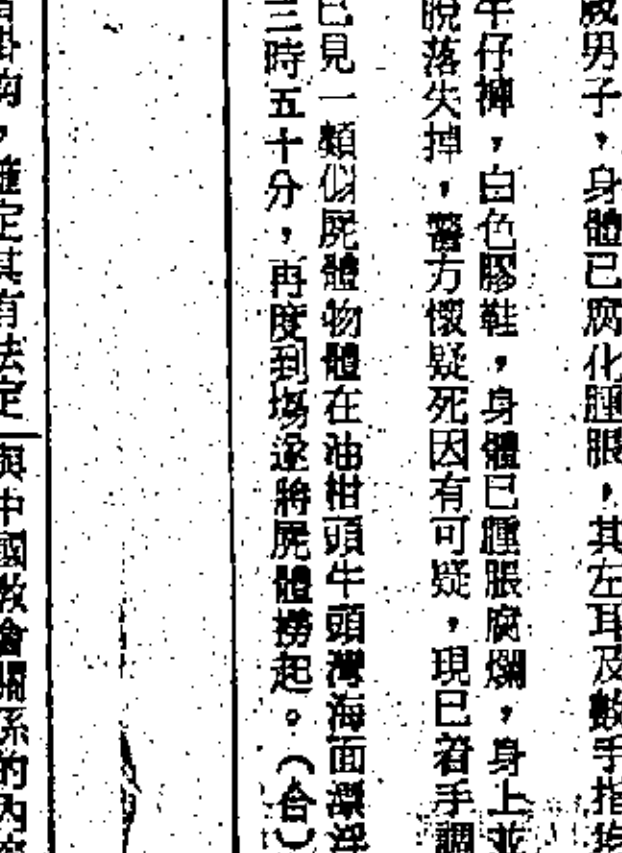 歲男子，身體已腐化腫脹，其左耳及數手指均
牛仔褲，白色膠鞋，身體已腫脹腐爛，身上並
脫落失掉，警方懷疑死因有可疑，現已着手調
已見一類似屍體物體在油柑頭牛頭灣海面漂浮
三時五十分，再度到塲遂將屍體撈起。（合）
，確定其有法定
與中國教會關係的內